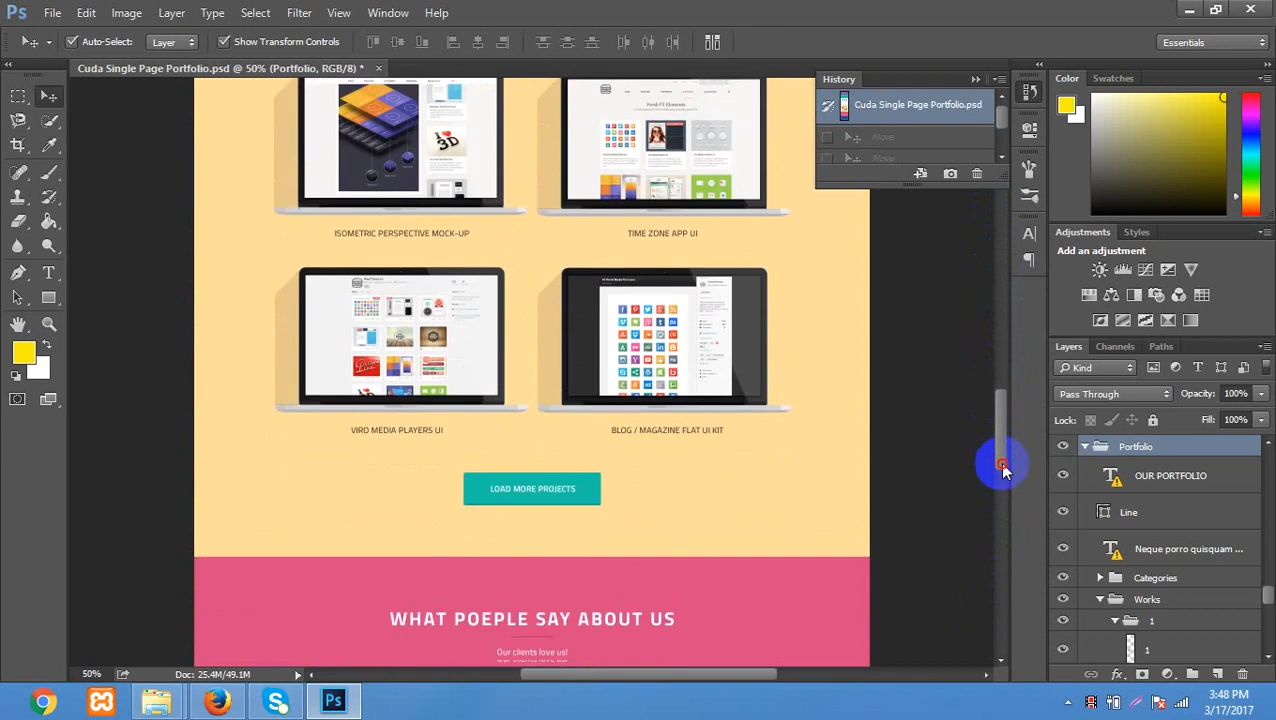 Ps
File Edit Image Layer Type Select Filter 3D View Window Help
Auto-Select: Layer Show Transform Controls Essentials
Cuda Single Page Portfolio.psd @ 50% (Portfolio, RGB/8) *
Color
Cuda Single Page Portfolio.psd
Move
ISOMETRIC PERSPECTIVE MOCK-UP TIME ZONE APP UI
Adjustments Styles
Add an adjustment
VIRO MEDIA PLAYERS UI BLOG / MAGAZINE FLAT UI KIT
LOAD MORE PROJECTS
WHAT POEPLE SAY ABOUT US
Our clients love us!
Layers Channels Paths
Kind
Pass Through Opacity: 100%
Fill: 100%
Portfolio
OUR POR...
Line
Neque porro quisquam ...
Categories
Works
1
1
50% Doc: 25.4M/49.1M
3:48 PM
3/17/2017